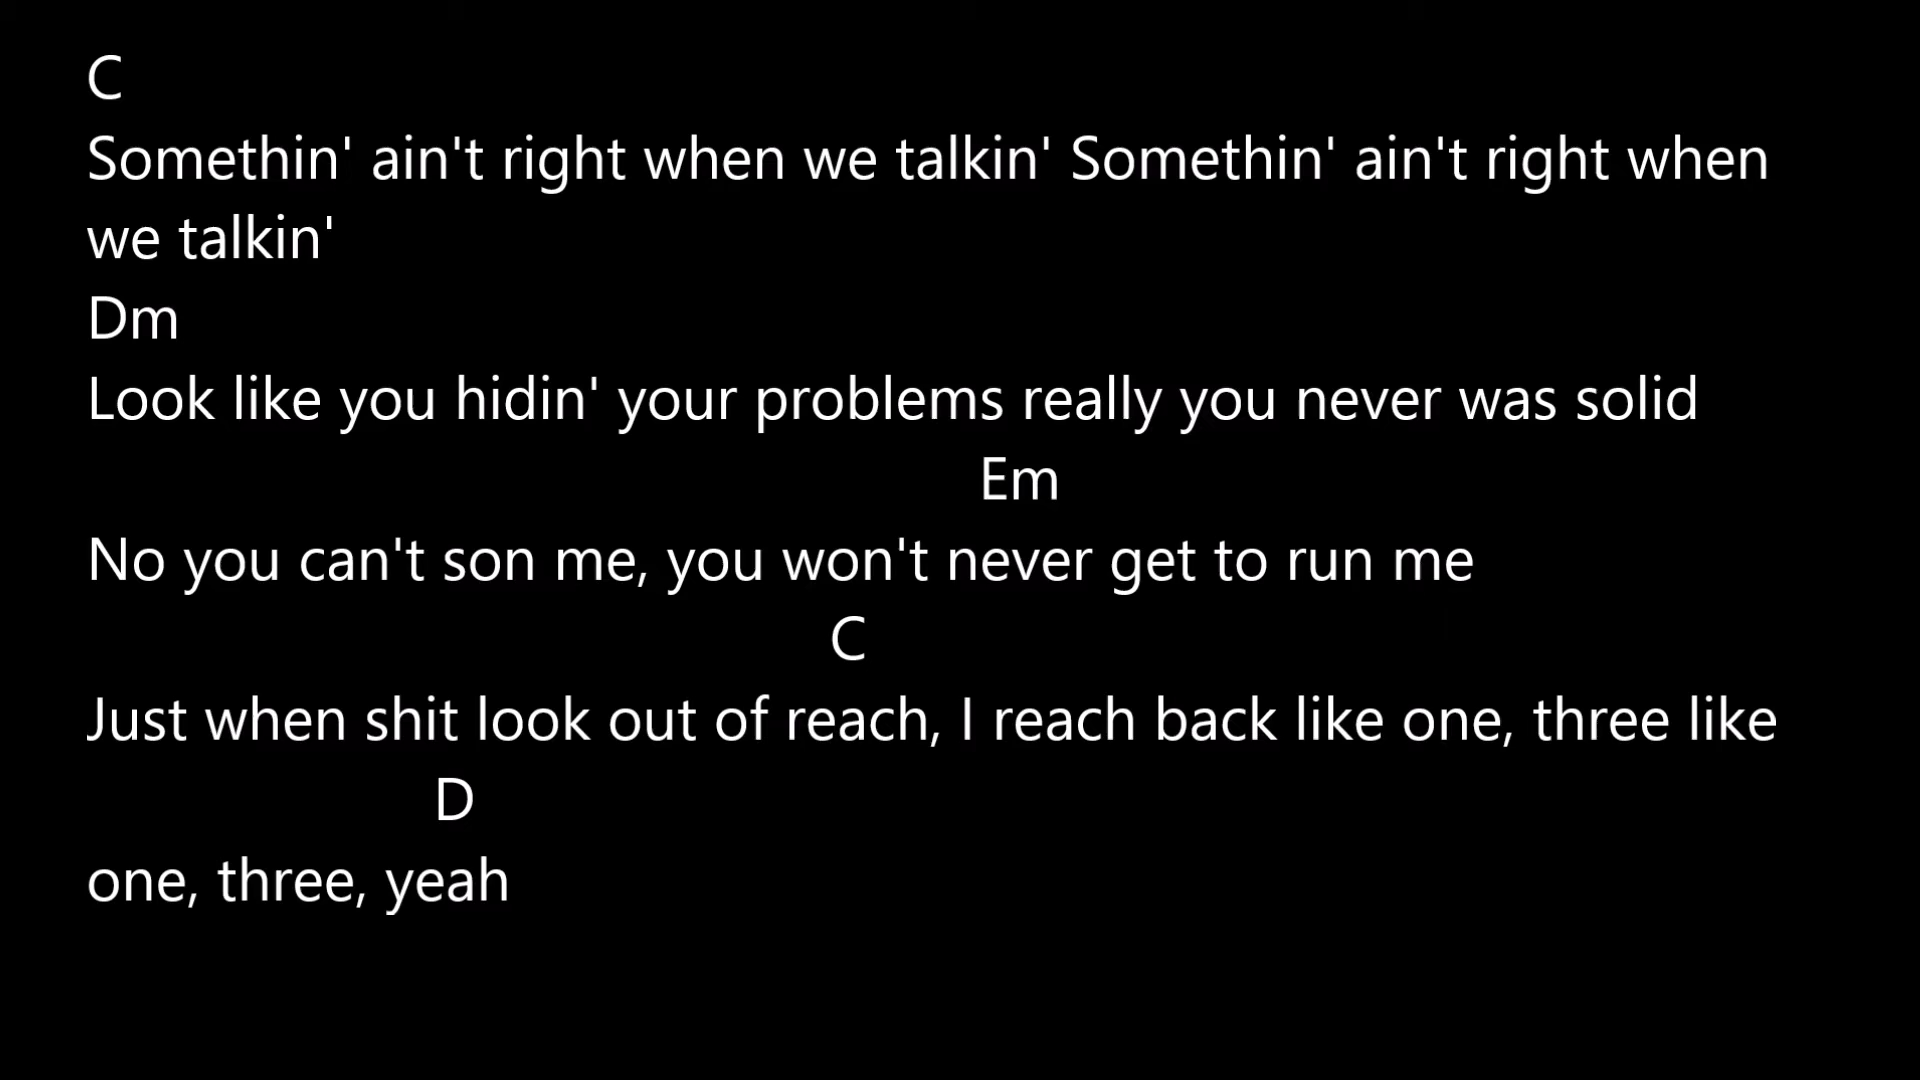 C
Somethin' ain't right when we talkin' Somethin' ain't right when
we talkin'
Dm
Look like you hidin' your problems really you never was solid
Em
No you can't son me, you won't never get to run me
C
Just when shit look out of reach, I reach back like one, three like
D
one, three, yeah